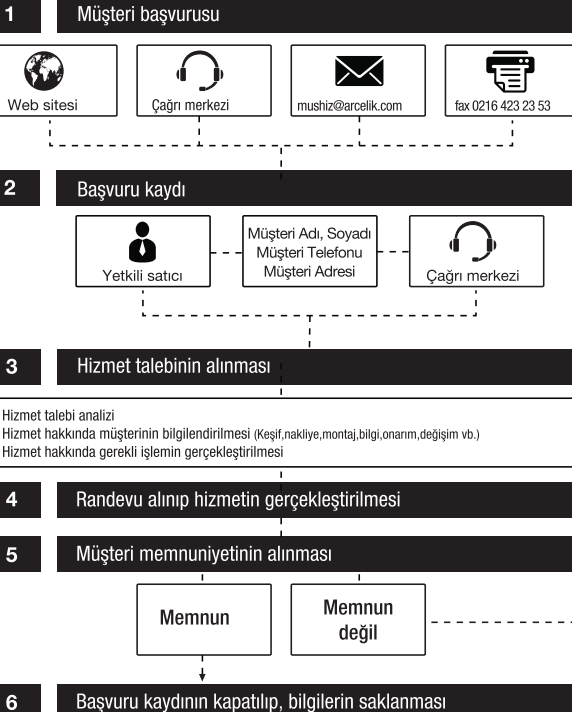 1 Müşteri başvurusu
Web sitesi
Çağrı merkezi
mushiz@arcelik.com
fax 0216 423 23 53
2 Başvuru kaydı
Yetkili satıcı
Müşteri Adı, Soyadı
Müşteri Telefonu
Müşteri Adresi
Çağrı merkezi
3 Hizmet talebinin alınması
Hizmet talebi analizi
Hizmet hakkında müşterinin bilgilendirilmesi (Keşif,nakliye,montaj,bilgi,onarım,değişim vb.)
Hizmet hakkında gerekli işlemin gerçekleştirilmesi
4 Randevu alınıp hizmetin gerçekleştirilmesi
5 Müşteri memnuniyetinin alınması
Memnun
Memnun
değil
6 Başvuru kaydının kapatılıp, bilgilerin saklanması